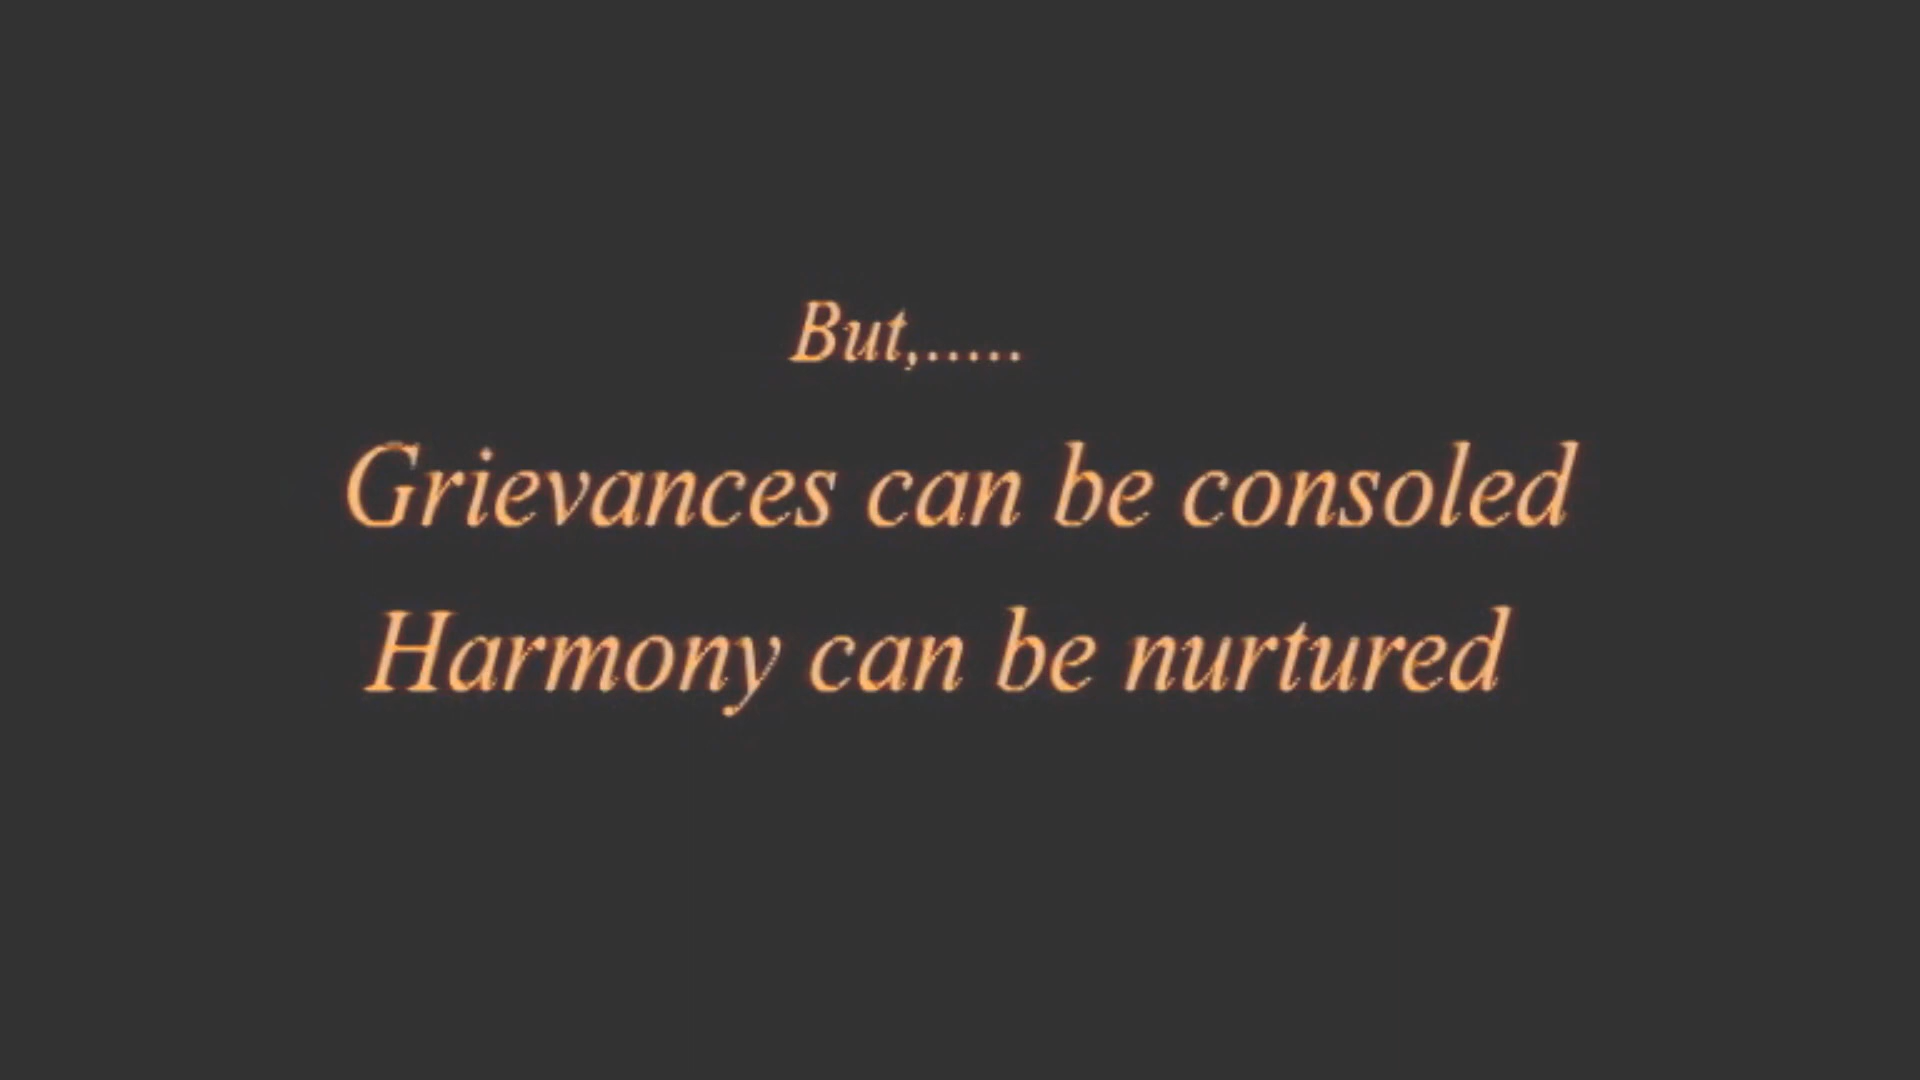 But,.....
Grievances can be consoled
Harmony can be nurtured